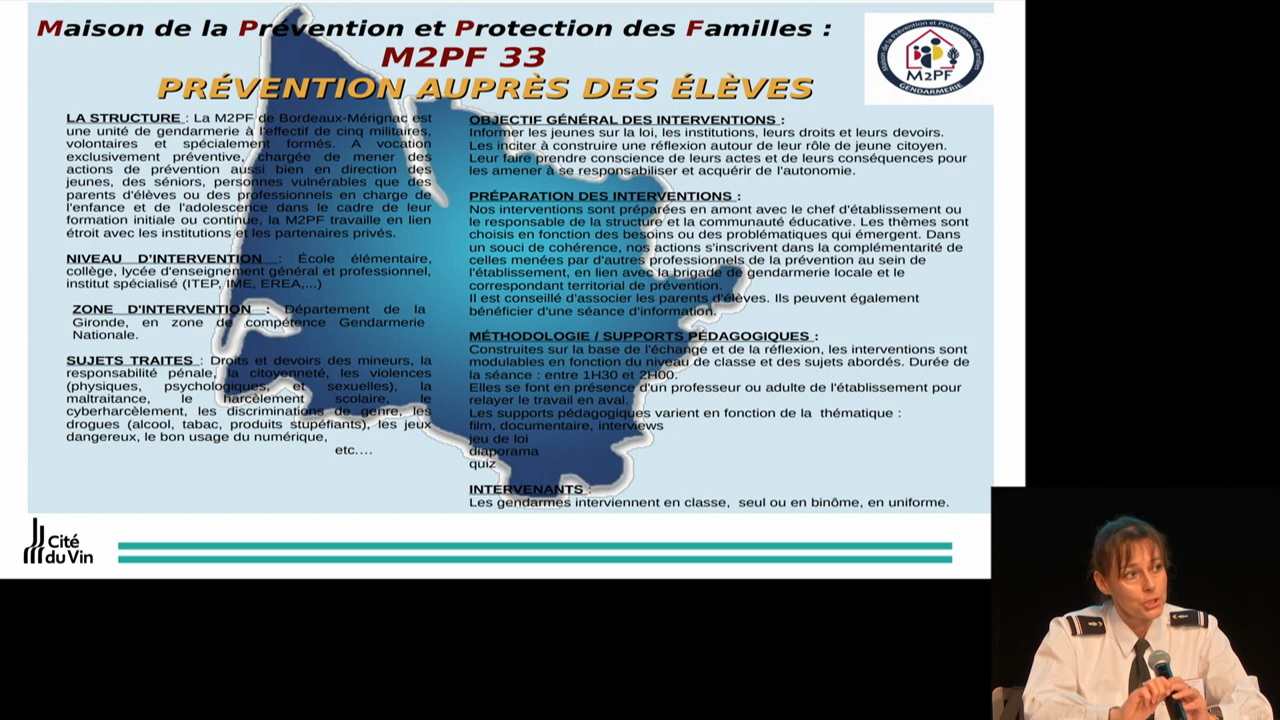 Maison de la Prévention et Protection des Familles :
M2PF 33
PRÉVENTION AUPRÈS DES ÉLÈVES
Maison de la Prévention et Protection des Familles
M2PF
GENDARMERIE
LA STRUCTURE : La M2PF de Bordeaux-Mérignac est
une unité de gendarmerie à l'effectif de cinq militaires,
volontaires et spécialement formés. A vocation
exclusivement préventive, chargée de mener des
actions de prévention aussi bien en direction des
jeunes, des séniors, personnes vulnérables que des
parents d'élèves ou des professionnels en charge de
l'enfance et de l'adolescence dans le cadre de leur
formation initiale ou continue, la M2PF travaille en lien
étroit avec les institutions et les partenaires privés.
NIVEAU D'INTERVENTION : École élémentaire,
collège, lycée d'enseignement général et professionnel,
institut spécialisé (ITEP, IME, EREA,...)
ZONE D'INTERVENTION : Département de la
Gironde, en zone de compétence Gendarmerie
Nationale.
SUJETS TRAITES : Droits et devoirs des mineurs, la
responsabilité pénale, la citoyenneté, les violences
(physiques, psychologiques, et sexuelles), la
maltraitance, le harcèlement scolaire, le
cyberharcèlement, les discriminations de genre, les
drogues (alcool, tabac, produits stupéfiants), les jeux
dangereux, le bon usage du numérique,
etc....
OBJECTIF GÉNÉRAL DES INTERVENTIONS :
Informer les jeunes sur la loi, les institutions, leurs droits et leurs devoirs.
Les inciter à construire une réflexion autour de leur rôle de jeune citoyen.
Leur faire prendre conscience de leurs actes et de leurs conséquences pour
les amener à se responsabiliser et acquérir de l'autonomie.
PRÉPARATION DES INTERVENTIONS :
Nos interventions sont préparées en amont avec le chef d'établissement ou
le responsable de la structure et la communauté éducative. Les thèmes sont
choisis en fonction des besoins ou des problématiques qui émergent. Dans
un souci de cohérence, nos actions s'inscrivent dans la complémentarité de
celles menées par d'autres professionnels de la prévention au sein de
l'établissement, en lien avec la brigade de gendarmerie locale et le
correspondant territorial de prévention.
Il est conseillé d'associer les parents d'élèves. Ils peuvent également
bénéficier d'une séance d'information.
MÉTHODOLOGIE / SUPPORTS PÉDAGOGIQUES :
Construites sur la base de l'échange et de la réflexion, les interventions sont
modulables en fonction du niveau de classe et des sujets abordés. Durée de
la séance : entre 1H30 et 2H00.
Elles se font en présence d'un professeur ou adulte de l'établissement pour
relayer le travail en aval.
Les supports pédagogiques varient en fonction de la thématique :
film, documentaire, interviews
jeu de loi
diaporama
quiz
INTERVENANTS :
Les gendarmes interviennent en classe, seul ou en binôme, en uniforme.
Cité
du Vin